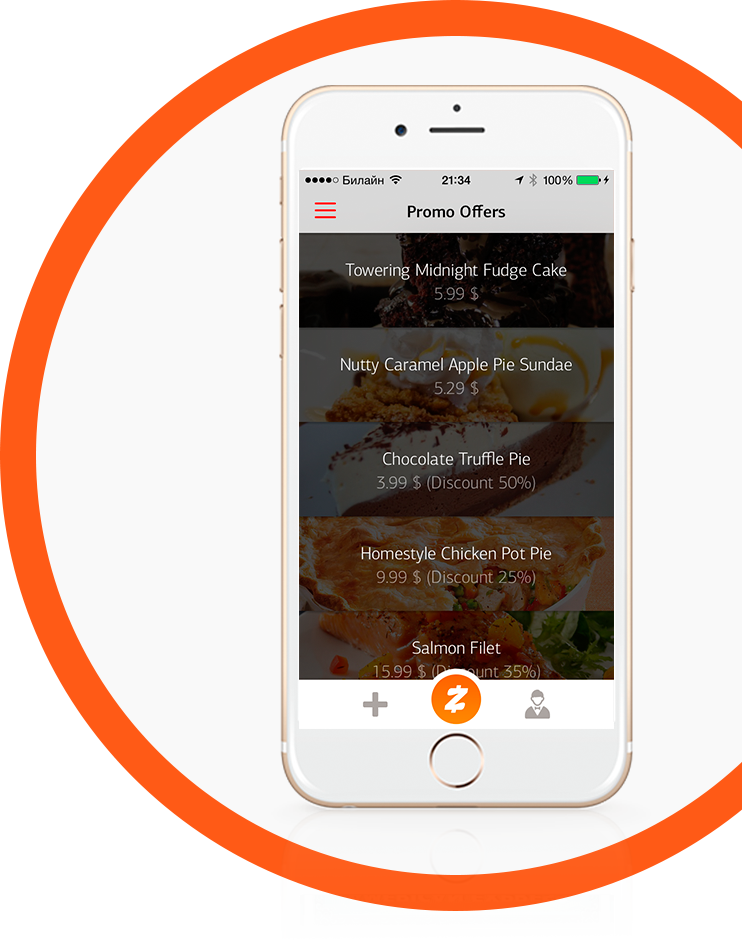 Билайн 21:34 100%
Promo Offers
Towering Midnight Fudge Cake
5.99 $
Nutty Caramel Apple Pie Sundae
5.29 $
Chocolate Truffle Pie
3.99 $ (Discount 50%)
Homestyle Chicken Pot Pie
9.99 $ (Discount 25%)
Salmon Filet
15.99 $ (Discount 35%)